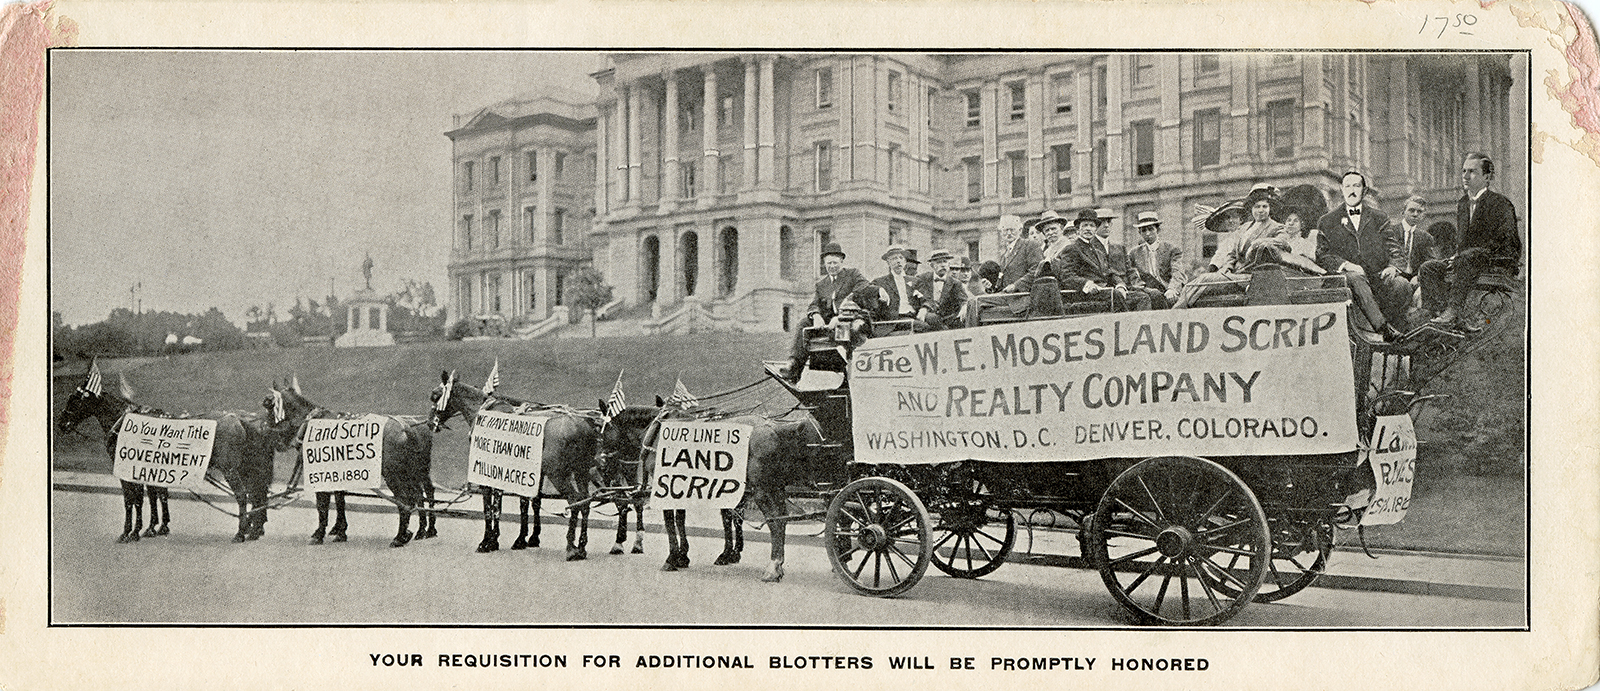 17 50
Do You Want Title
TO
GOVERNMENT
LANDS?
Land Scrip
BUSINESS
ESTAB. 1880
WE HAVE HANDLED
MORE THAN ONE
MILLION ACRES
OUR LINE IS
LAND
SCRIP
The W. E. MOSES LAND SCRIP
AND REALTY COMPANY
WASHINGTON, D.C. DENVER, COLORADO.
YOUR REQUISITION FOR ADDITIONAL BLOTTERS WILL BE PROMPTLY HONORED